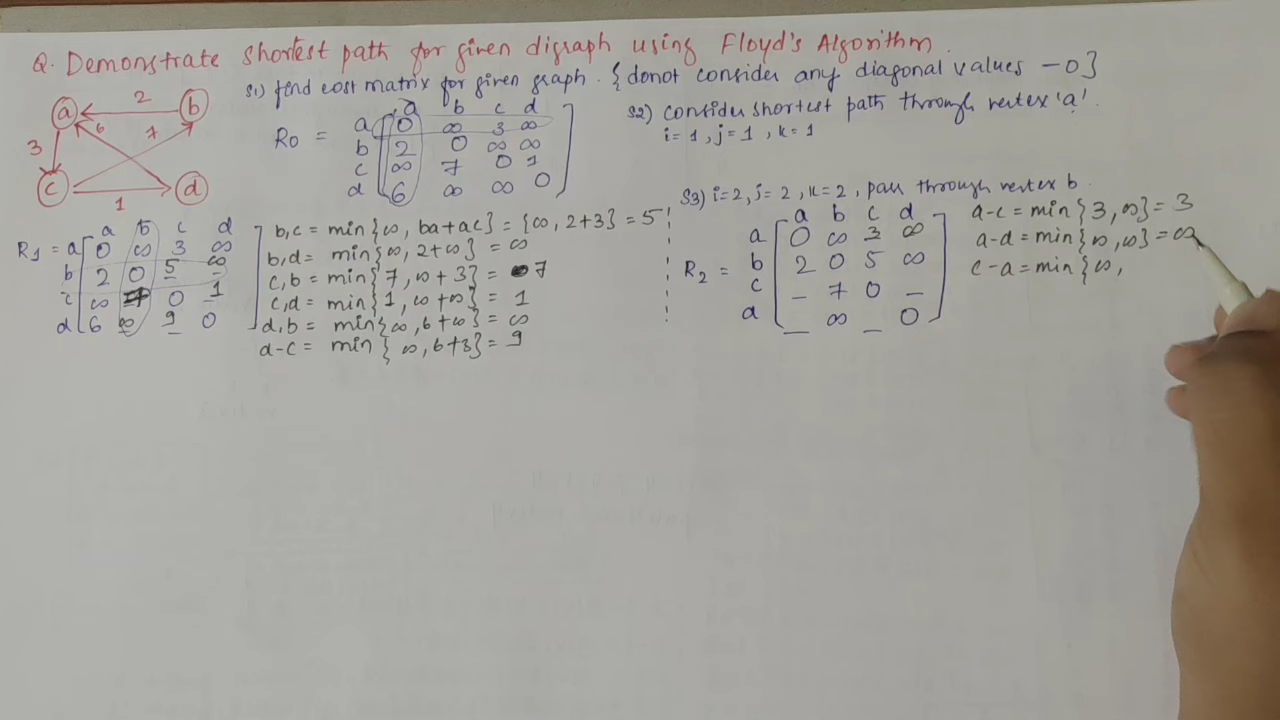 Q. Demonstrate shortest path for given digraph using Floyd's Algorithm.
S1) find cost matrix for given graph. {donot consider any diagonal values - 0}
a 2 b
3 6 7
c 1 d
a b c d
R0 = a 0 ∞ 3 ∞
b 2 0 ∞ ∞
c ∞ 7 0 1
d 6 ∞ ∞ 0
S2) consider shortest path through vertex 'a'.
i=1, j=1, k=1
a b c d
R1 = a 0 ∞ 3 ∞
b 2 0 5 ∞
c ∞ 7 0 1
d 6 ∞ 9 0
b,c = min{∞, ba+ac} = {∞, 2+3} = 5
b,d = min{∞, 2+∞} = ∞
c,b = min{7, ∞+3} = 7
c,d = min{1, ∞+∞} = 1
d,b = min{∞, 6+∞} = ∞
d-c = min{∞, 6+3} = 9
S3) i=2, j=2, k=2, pass through vertex b.
a b c d
R2 = a 0 ∞ 3 ∞
b 2 0 5 ∞
c _ 7 0 _
d _ ∞ _ 0
a-c = min{3, ∞} = 3
a-d = min{∞, ∞} = ∞
c-a = min{∞,